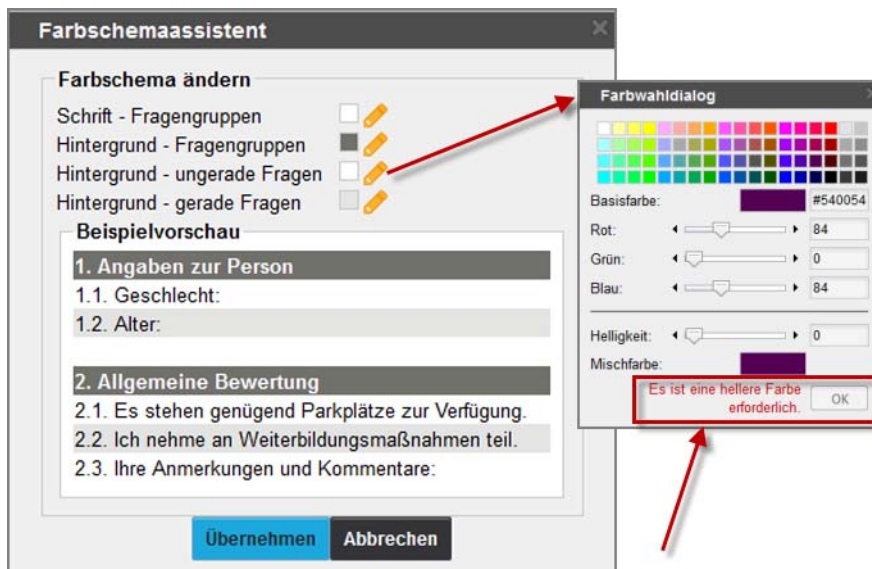 Farbschemaassistent
Farbschema ändern
Schrift - Fragengruppen
Hintergrund - Fragengruppen
Hintergrund - ungerade Fragen
Hintergrund - gerade Fragen
Beispielvorschau
1. Angaben zur Person
1.1. Geschlecht:
1.2. Alter:
2. Allgemeine Bewertung
2.1. Es stehen genügend Parkplätze zur Verfügung.
2.2. Ich nehme an Weiterbildungsmaßnahmen teil.
2.3. Ihre Anmerkungen und Kommentare:
Übernehmen Abbrechen
Farbwahldialog
Basisfarbe: #540054
Rot: 84
Grün: 0
Blau: 84
Helligkeit: 0
Mischfarbe:
Es ist eine hellere Farbe
erforderlich. OK